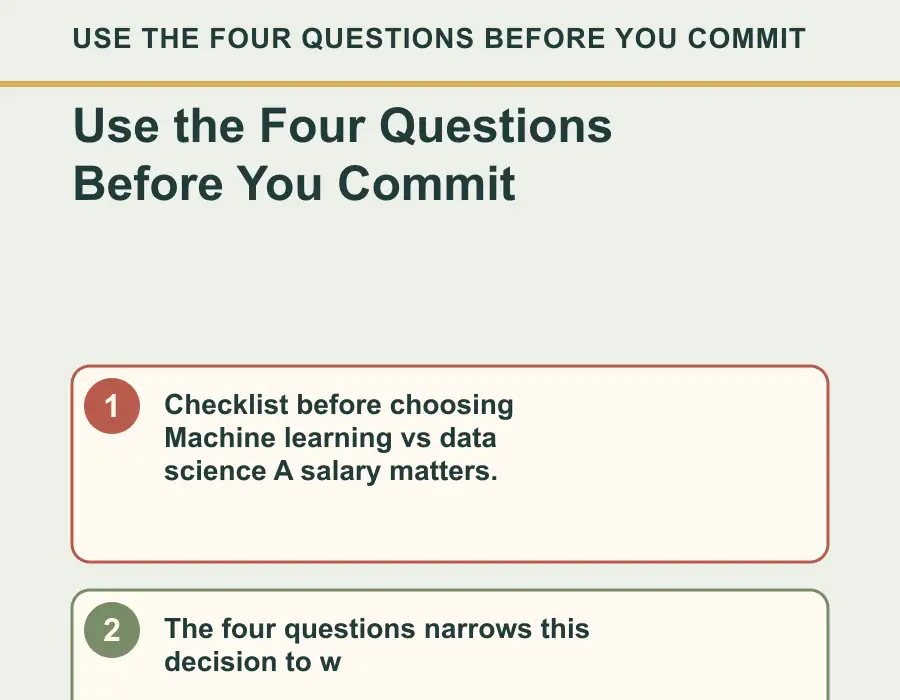 USE THE FOUR QUESTIONS BEFORE YOU COMMIT
Use the Four Questions
Before You Commit
1
Checklist before choosing
Machine learning vs data
science A salary matters.
2
The four questions narrows this
decision to w